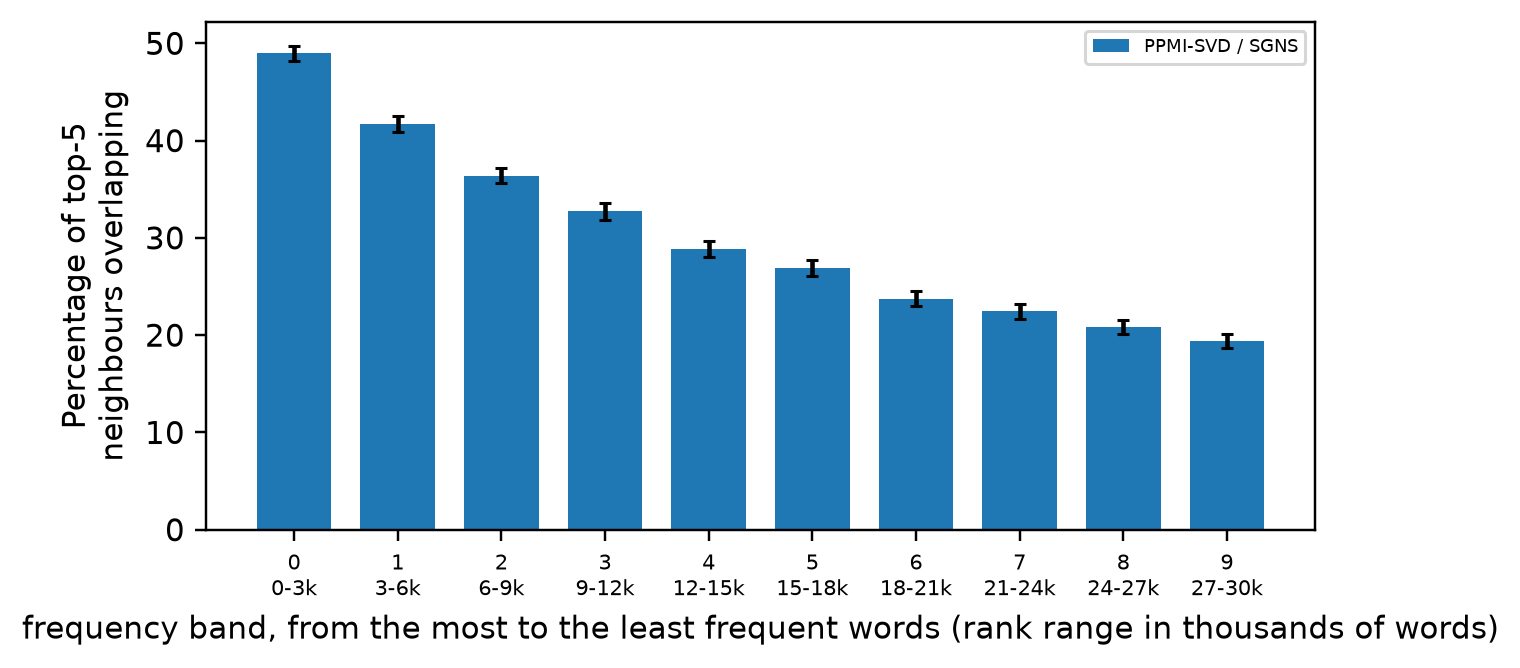 50
40
30
20
10
0
Percentage of top-5
neighbours overlapping
PPMI-SVD / SGNS
0 1 2 3 4 5 6 7 8 9
0-3k 3-6k 6-9k 9-12k 12-15k 15-18k 18-21k 21-24k 24-27k 27-30k
frequency band, from the most to the least frequent words (rank range in thousands of words)